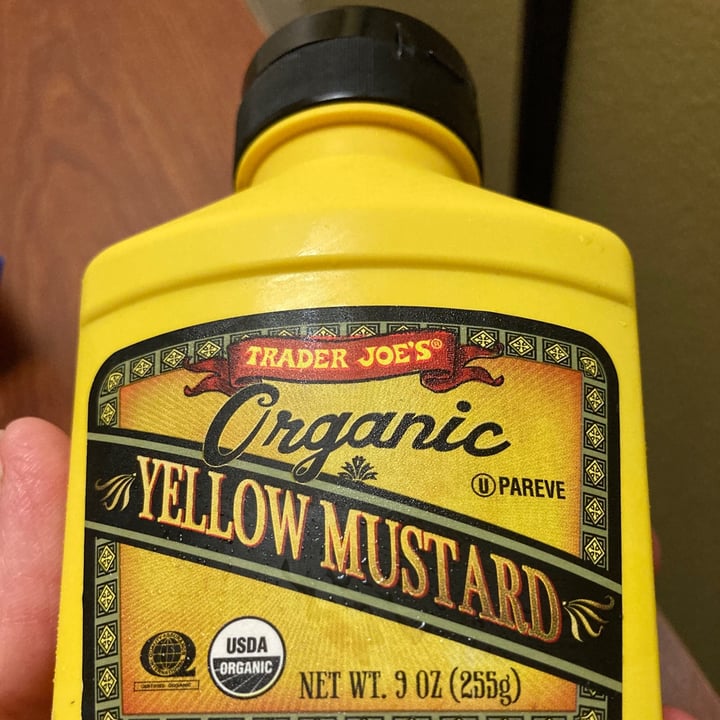 TRADER JOE'S®
Organic
Ⓤ PAREVE
YELLOW MUSTARD
USDA
ORGANIC
NET WT. 9 OZ (255g)